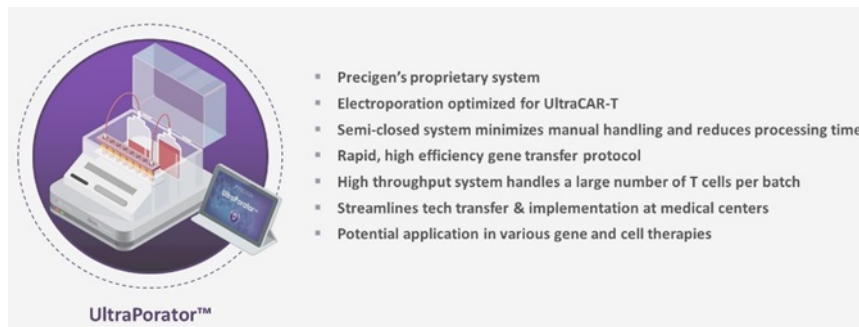 Precigen's proprietary system
Electroporation optimized for UltraCAR-T
Semi-closed system minimizes manual handling and reduces processing time
Rapid, high efficiency gene transfer protocol
High throughput system handles a large number of T cells per batch
Streamlines tech transfer & implementation at medical centers
Potential application in various gene and cell therapies
UltraPorator™
UltraPorator™